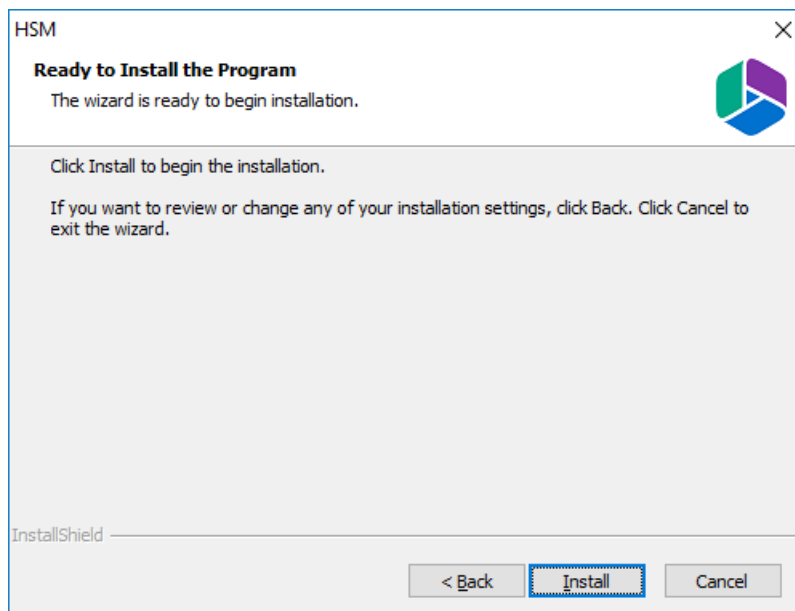 HSM
Ready to Install the Program
The wizard is ready to begin installation.
Click Install to begin the installation.
If you want to review or change any of your installation settings, click Back. Click Cancel to
exit the wizard.
InstallShield
< Back
Install
Cancel